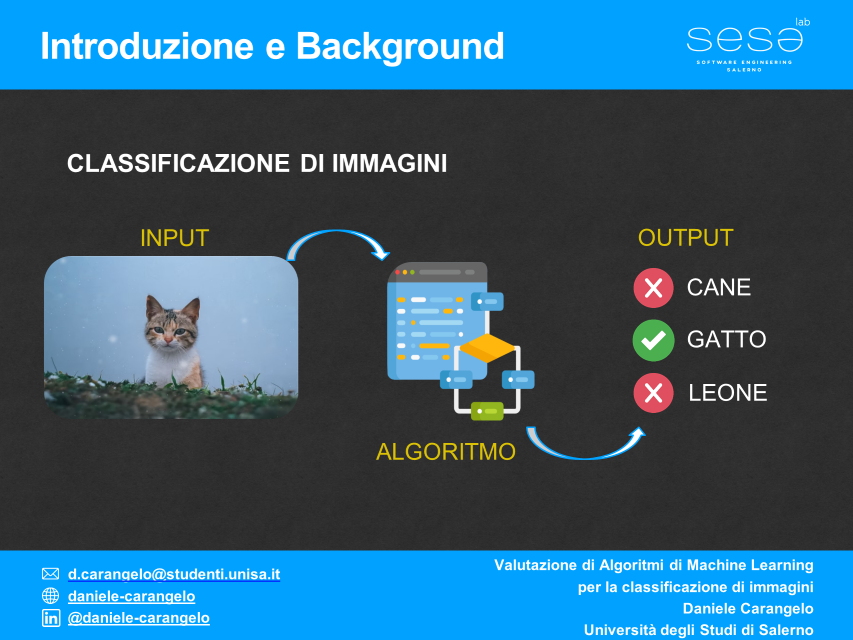 Introduzione e Background
lab
sesa
SOFTWARE ENGINEERING
SALERNO
CLASSIFICAZIONE DI IMMAGINI
INPUT
OUTPUT
CANE
GATTO
LEONE
ALGORITMO
d.carangelo@studenti.unisa.it
daniele-carangelo
@daniele-carangelo
Valutazione di Algoritmi di Machine Learning
per la classificazione di immagini
Daniele Carangelo
Università degli Studi di Salerno